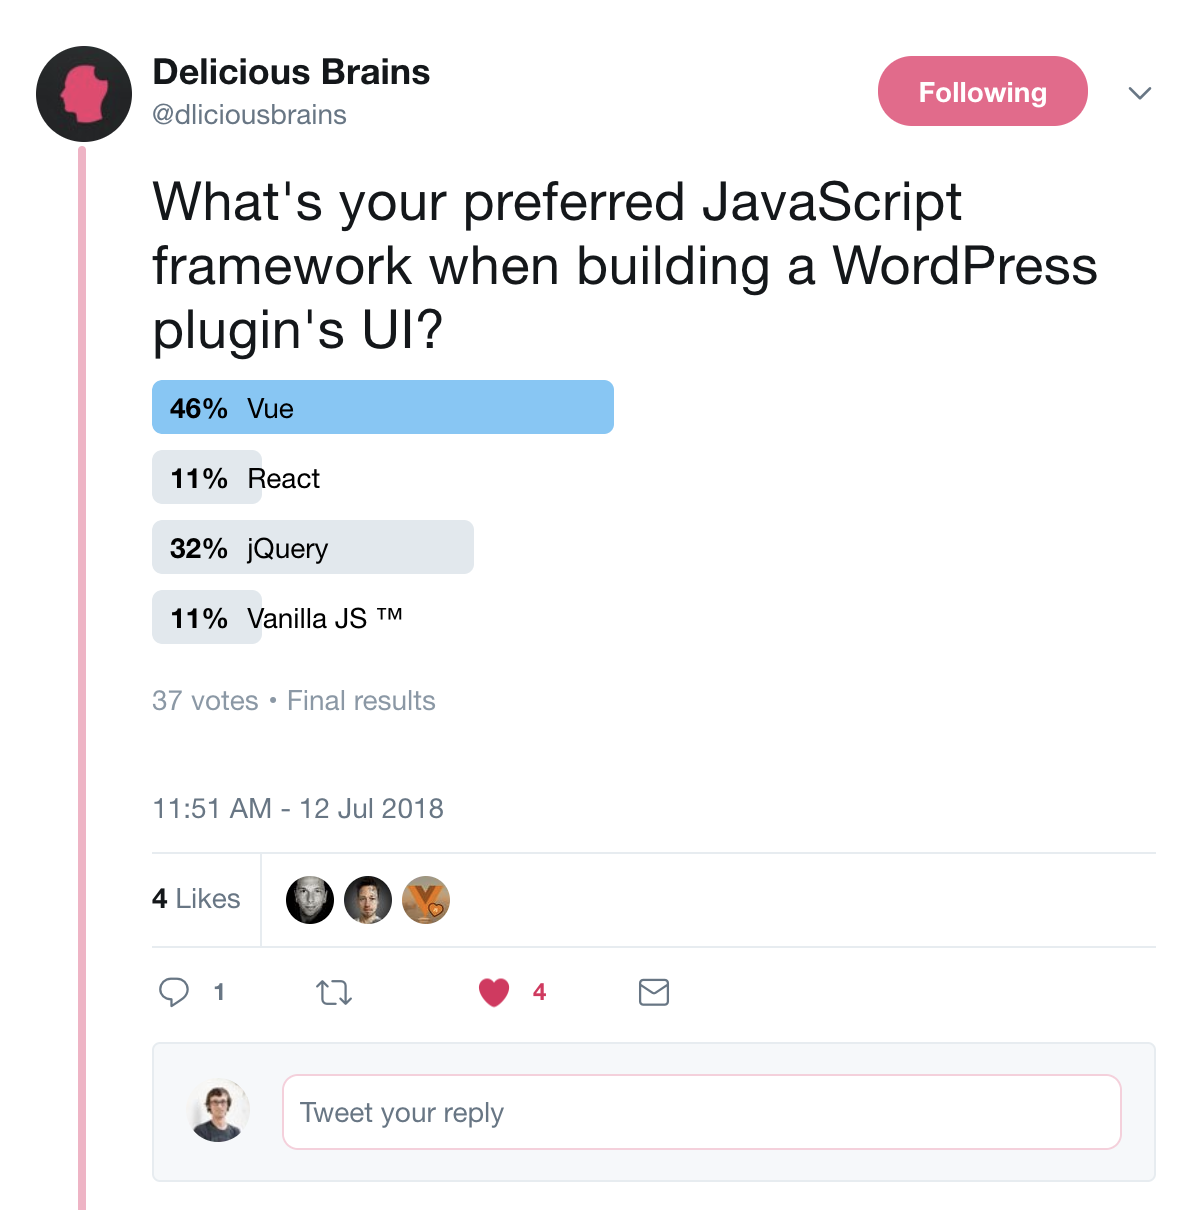 Delicious Brains
@dliciousbrains
Following
What's your preferred JavaScript
framework when building a WordPress
plugin's UI?
46% Vue
11% React
32% jQuery
11% Vanilla JS ™
37 votes • Final results
11:51 AM - 12 Jul 2018
4 Likes
1
4
Tweet your reply